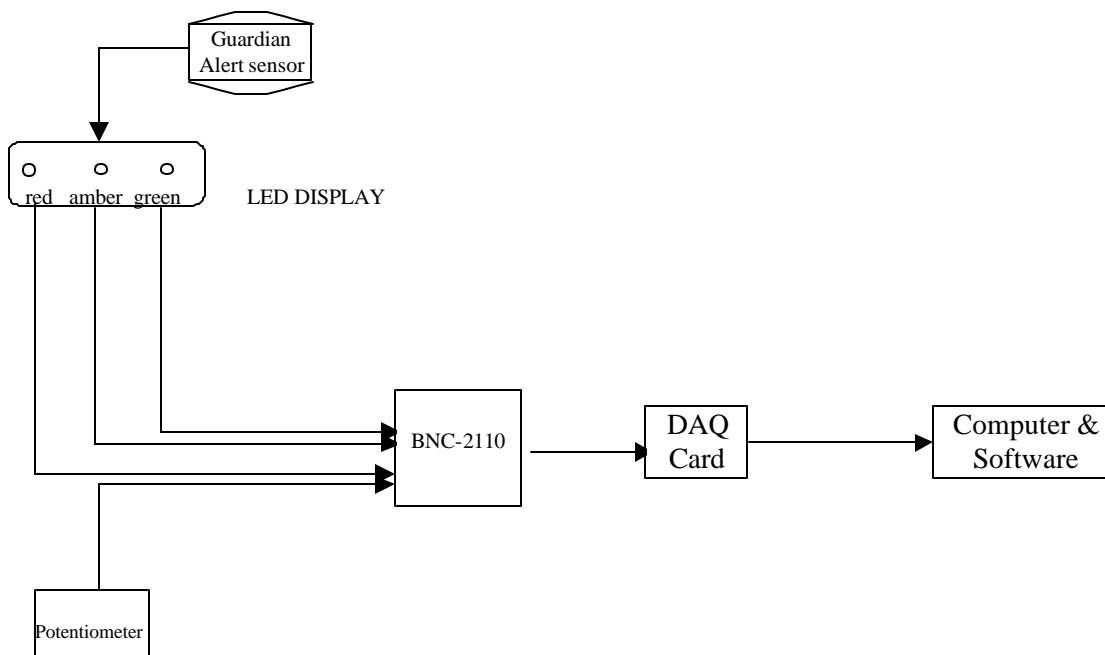 Guardian
Alert sensor
red amber green
LED DISPLAY
BNC-2110
DAQ
Card
Computer &
Software
Potentiometer